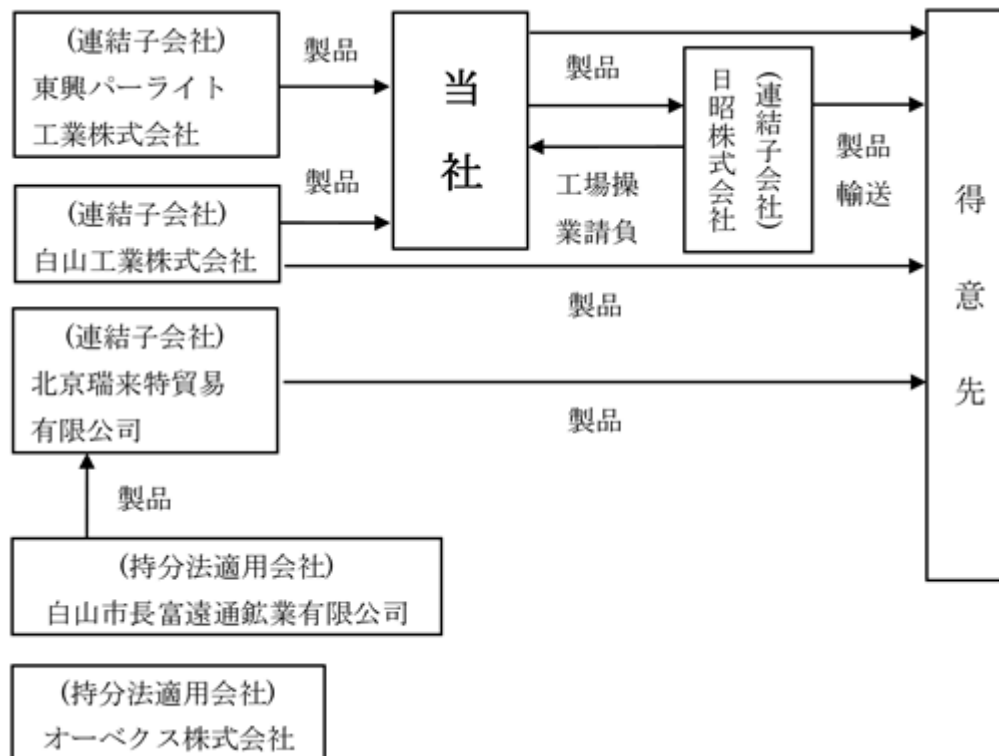 (連結子会社)
東興パーライト
工業株式会社
製品
当社
製品
(連結子会社)
日昭株式会社
製品
輸送
工場操
業請負
得意先
製品
(連結子会社)
白山工業株式会社
製品
(連結子会社)
北京瑞来特貿易
有限公司
製品
製品
(持分法適用会社)
白山市長富遠通鉱業有限公司
(持分法適用会社)
オーベクス株式会社